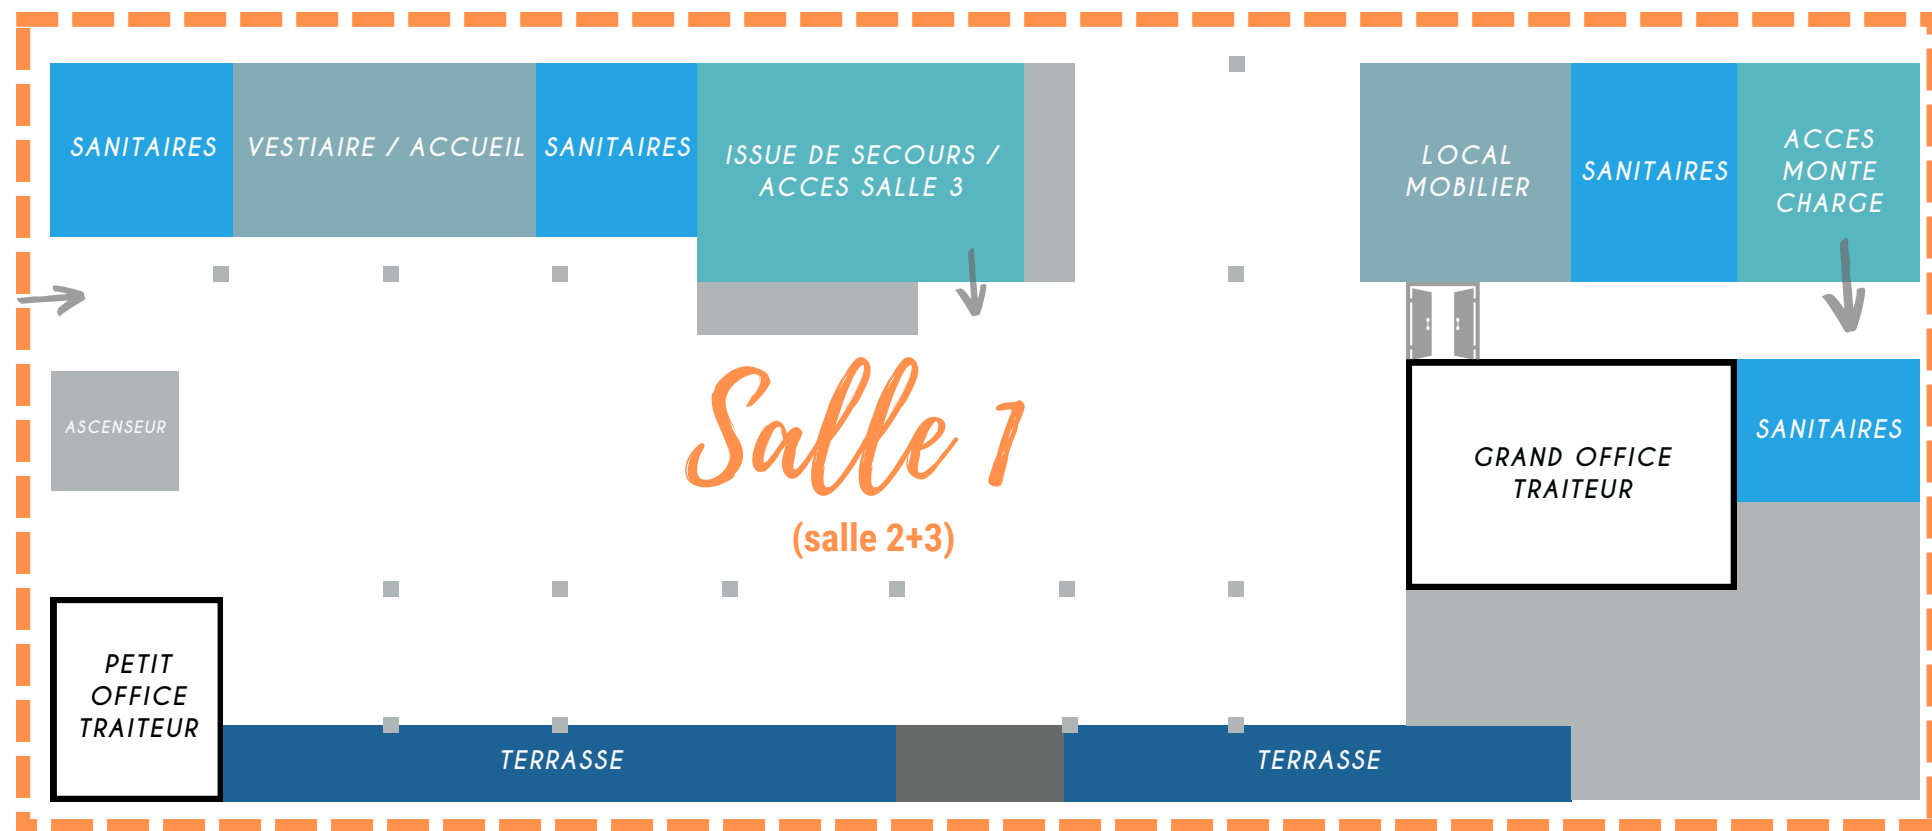 SANITAIRES
VESTIAIRE / ACCUEIL
SANITAIRES
ISSUE DE SECOURS /
ACCES SALLE 3
LOCAL
MOBILIER
SANITAIRES
ACCES
MONTE
CHARGE
ASCENSEUR
Salle 1
(salle 2+3)
GRAND OFFICE
TRAITEUR
SANITAIRES
PETIT
OFFICE
TRAITEUR
TERRASSE
TERRASSE